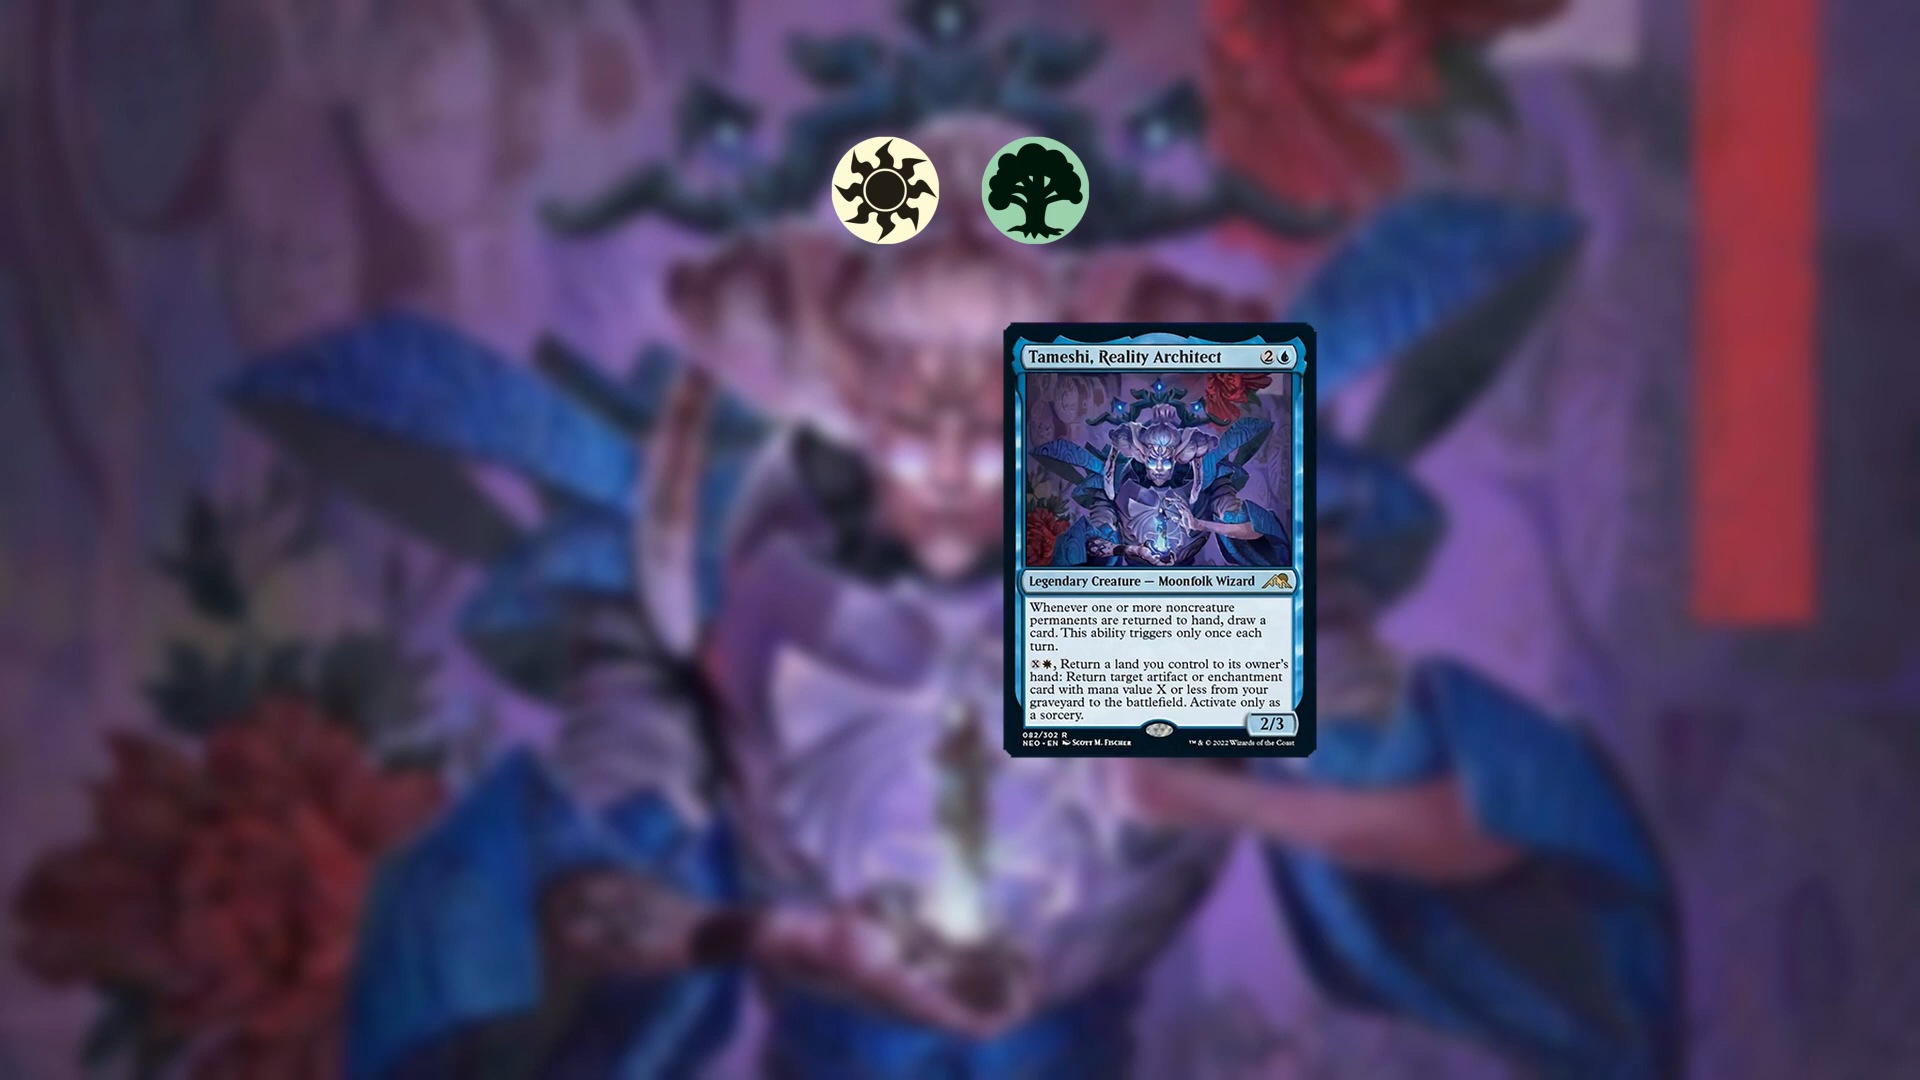 Tameshi, Reality Architect 2
Legendary Creature — Moonfolk Wizard
Whenever one or more noncreature
permanents are returned to hand, draw a
card. This ability triggers only once each
turn.
X, Return a land you control to its owner's
hand: Return target artifact or enchantment
card with mana value X or less from your
graveyard to the battlefield. Activate only as
a sorcery.
2/3
082/302 R
NEO • EN Scott M. Fischer
™ & © 2022 Wizards of the Coast